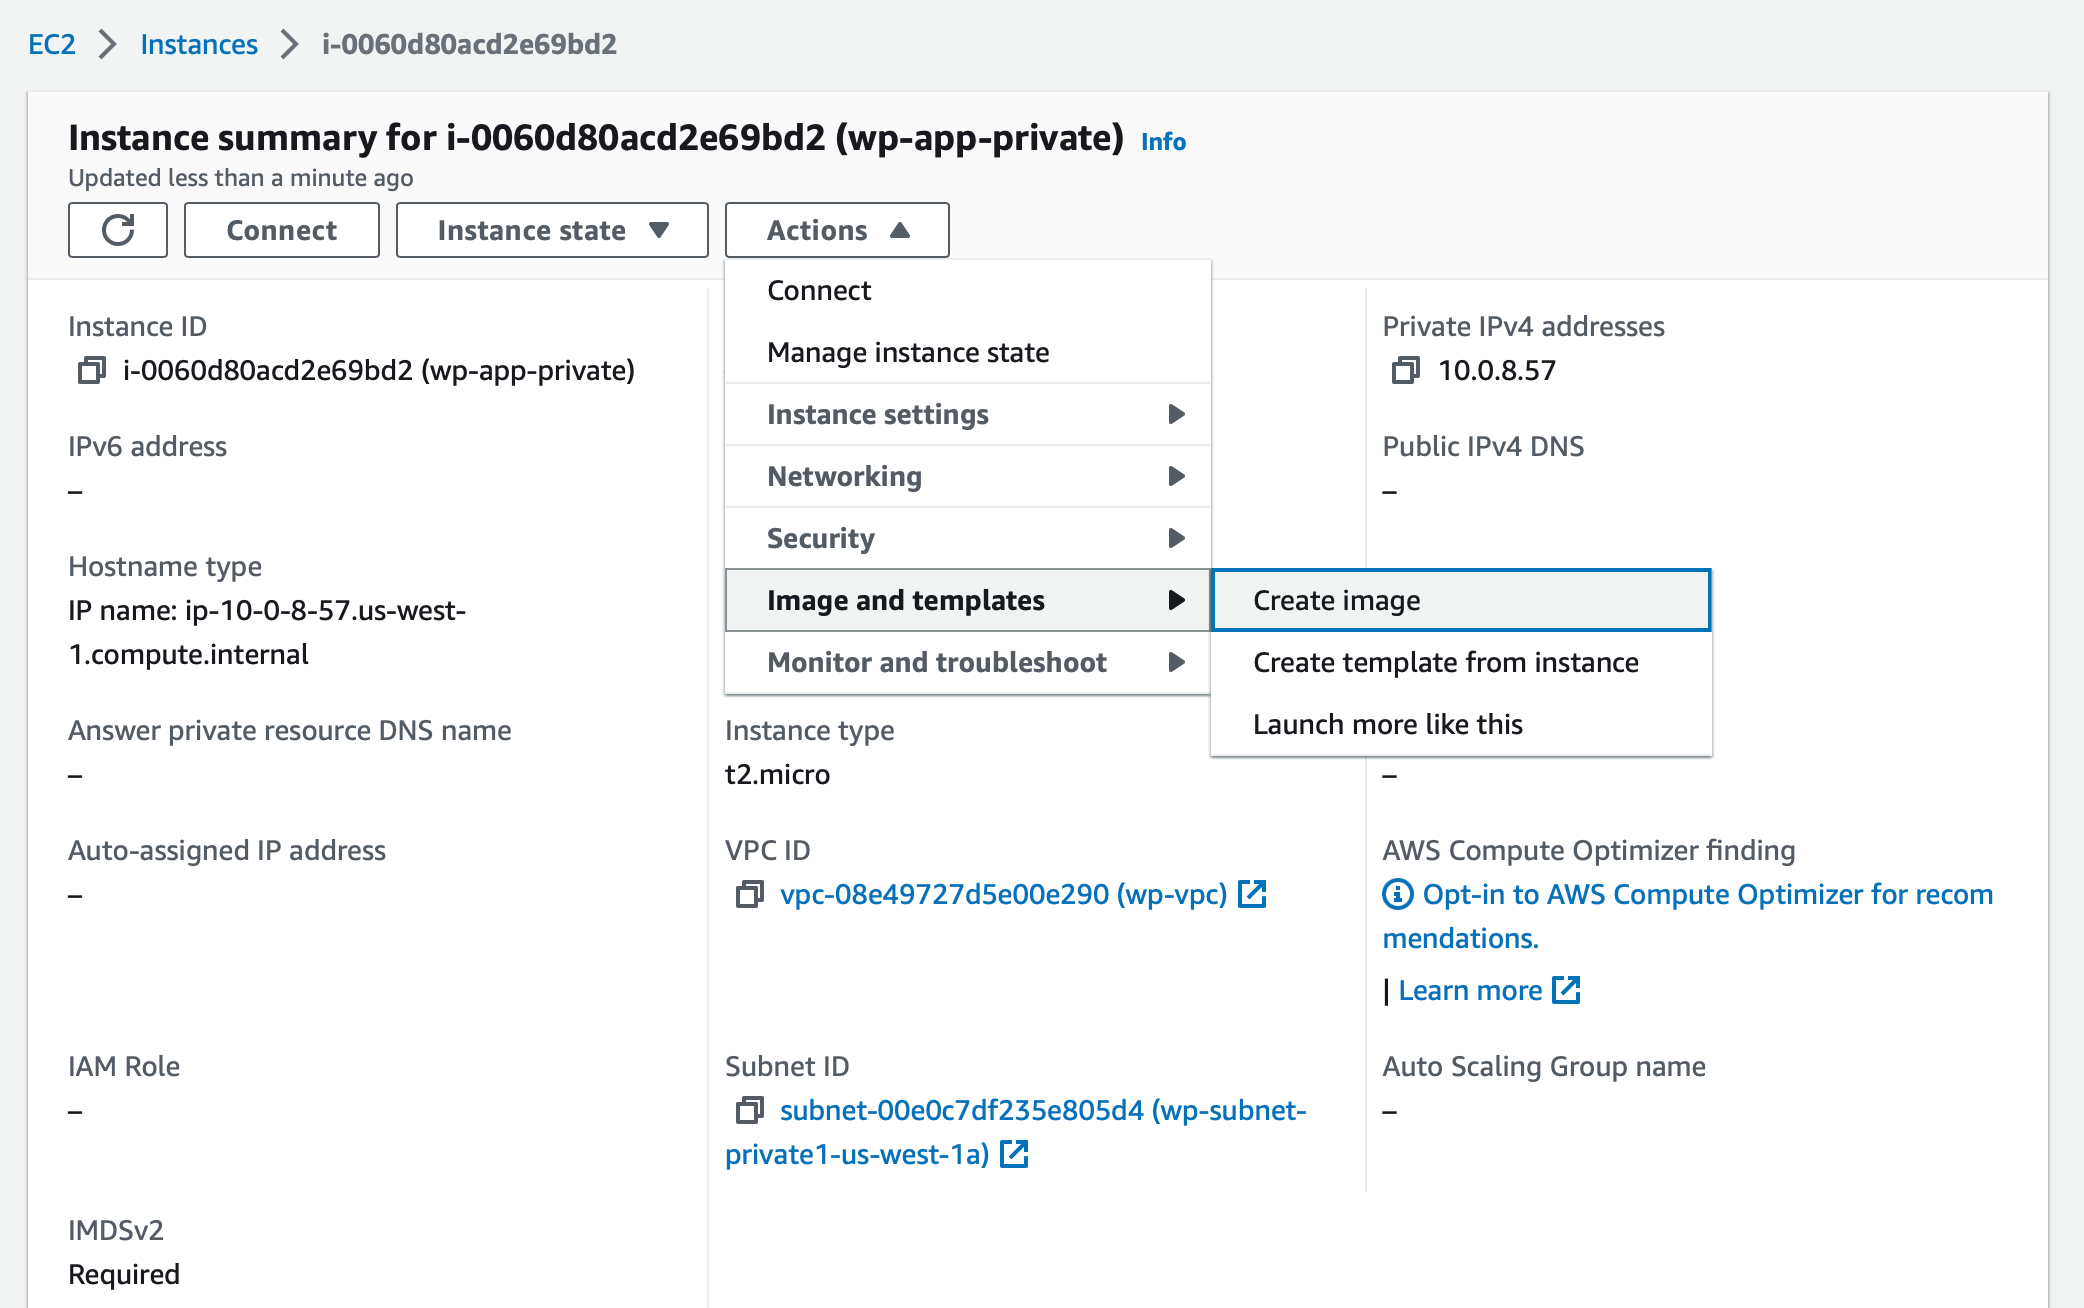 EC2 > Instances > i-0060d80acd2e69bd2
Instance summary for i-0060d80acd2e69bd2 (wp-app-private) Info
Updated less than a minute ago
Connect
Instance state
Actions
Connect
Manage instance state
Instance settings
Networking
Security
Image and templates
Monitor and troubleshoot
Create image
Create template from instance
Launch more like this
Instance ID
i-0060d80acd2e69bd2 (wp-app-private)
IPv6 address
–
Hostname type
IP name: ip-10-0-8-57.us-west-
1.compute.internal
Answer private resource DNS name
–
Auto-assigned IP address
–
IAM Role
–
IMDSv2
Required
Instance type
t2.micro
VPC ID
vpc-08e49727d5e00e290 (wp-vpc)
Subnet ID
subnet-00e0c7df235e805d4 (wp-subnet-
private1-us-west-1a)
Private IPv4 addresses
10.0.8.57
Public IPv4 DNS
–
–
AWS Compute Optimizer finding
Opt-in to AWS Compute Optimizer for recom
mendations.
| Learn more
Auto Scaling Group name
–